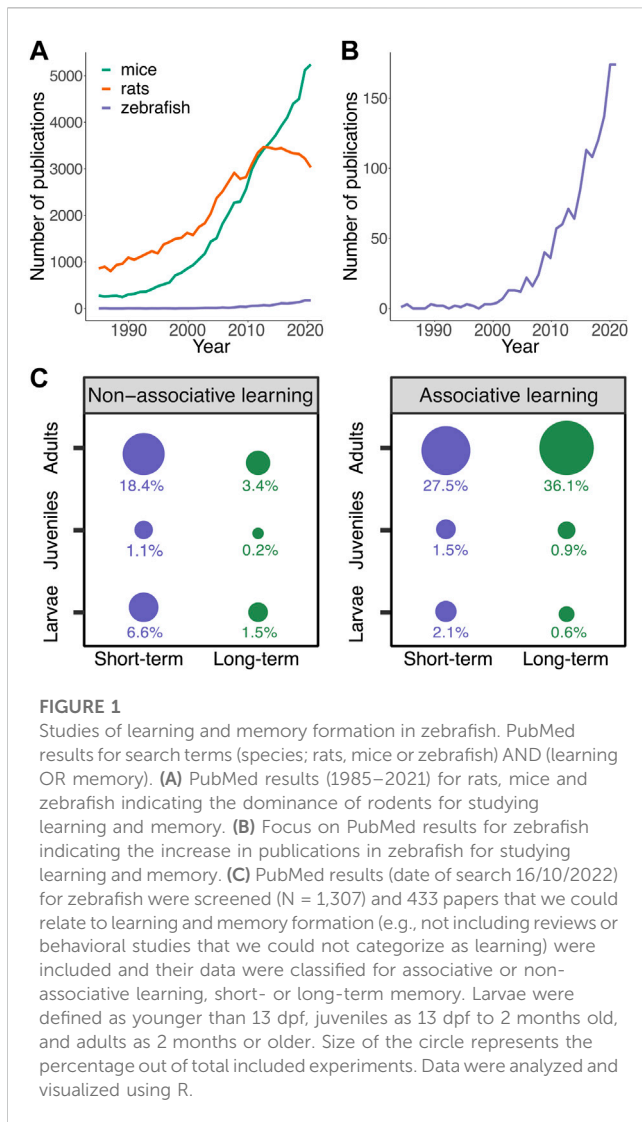 A
mice
rats
zebrafish
Number of publications
5000
4000
3000
2000
1000
0
1990
2000
2010
2020
Year
B
Number of publications
150
100
50
0
1990
2000
2010
2020
Year
C
Non-associative learning
Adults
18.4%
3.4%
Juveniles
1.1%
0.2%
Larvae
6.6%
1.5%
Short-term
Long-term
Associative learning
Adults
27.5%
36.1%
Juveniles
1.5%
0.9%
Larvae
2.1%
0.6%
Short-term
Long-term
FIGURE 1
Studies of learning and memory formation in zebrafish. PubMed
results for search terms (species; rats, mice or zebrafish) AND (learning
OR memory). (A) PubMed results (1985–2021) for rats, mice and
zebrafish indicating the dominance of rodents for studying
learning and memory. (B) Focus on PubMed results for zebrafish
indicating the increase in publications in zebrafish for studying
learning and memory. (C) PubMed results (date of search 16/10/2022)
for zebrafish were screened (N = 1,307) and 433 papers that we could
relate to learning and memory formation (e.g., not including reviews or
behavioral studies that we could not categorize as learning) were
included and their data were classified for associative or non-
associative learning, short- or long-term memory. Larvae were
defined as younger than 13 dpf, juveniles as 13 dpf to 2 months old,
and adults as 2 months or older. Size of the circle represents the
percentage out of total included experiments. Data were analyzed and
visualized using R.